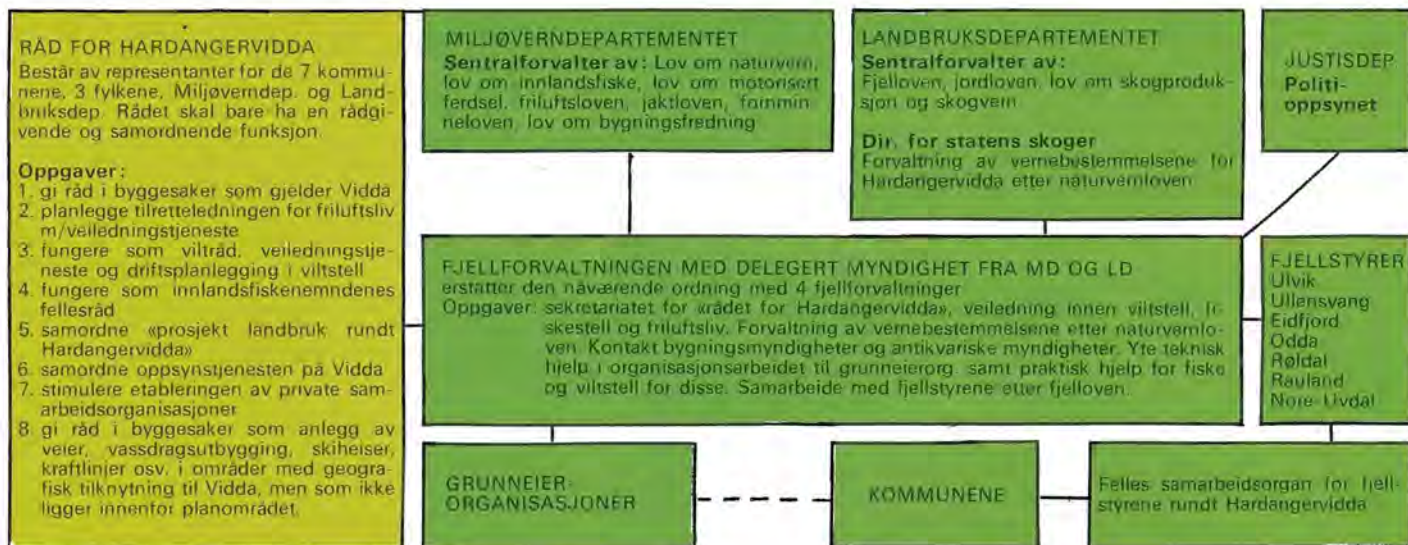 RÅD FOR HARDANGERVIDDA
Består av representanter for de 7 kommu-
nene, 3 fylkene, Miljøverndep. og Land-
bruksdep. Rådet skal bare ha en rådgi-
vende og samordnende funksjon.
Oppgaver:
1. gi råd i byggesaker som gjelder Vidda
2. planlegge tilretteledningen for friluftsliv
m/veiledningstjeneste
3. fungere som viltråd, veiledningstje-
neste og driftsplanlegging i viltstell
4. fungere som innlandsfiskenemndenes
fellesråd
5. samordne «prosjekt landbruk rundt
Hardangervidda»
6. samordne oppsynstjenesten på Vidda
7. stimulere etableringen av private sam-
arbeidsorganisasjoner
8. gi råd i byggesaker som anlegg av
veier, vassdragsutbygging, skiheiser,
kraftlinjer osv. i områder med geogra-
fisk tilknytning til Vidda, men som ikke
ligger innenfor planområdet.
MILJØVERNDEPARTEMENTET
Sentralforvalter av: Lov om naturvern,
lov om innlandsfiske, lov om motorisert
ferdsel, friluftsloven, jaktloven, fornmin-
neloven, lov om bygningsfredning
LANDBRUKSDEPARTEMENTET
Sentralforvalter av:
Fjelloven, jordloven, lov om skogproduk-
sjon og skogvern
Dir. for statens skoger
Forvaltning av vernebestemmelsene for
Hardangervidda etter naturvernloven
JUSTISDEP
Politi-
oppsynet
FJELLFORVALTNINGEN MED DELEGERT MYNDIGHET FRA MD OG LD
erstatter den nåværende ordning med 4 fjellforvaltninger
Oppgaver: sekretariatet for «rådet for Hardangervidda», veiledning innen viltstell, fi-
skestell og friluftsliv. Forvaltning av vernebestemmelsene etter naturvernlo-
ven. Kontakt bygningsmyndigheter og antikvariske myndigheter. Yte teknisk
hjelp i organisasjonsarbeidet til grunneierorg. samt praktisk hjelp for fiske
og viltstell for disse. Samarbeide med fjellstyrene etter fjelloven.
FJELLSTYRER
Ulvik
Ullensvang
Eidfjord
Odda
Røldal
Rauland
Nore-Uvdal
GRUNNEIER-
ORGANISASJONER
KOMMUNENE
Felles samarbeidsorgan for fjell-
styrene rundt Hardangervidda